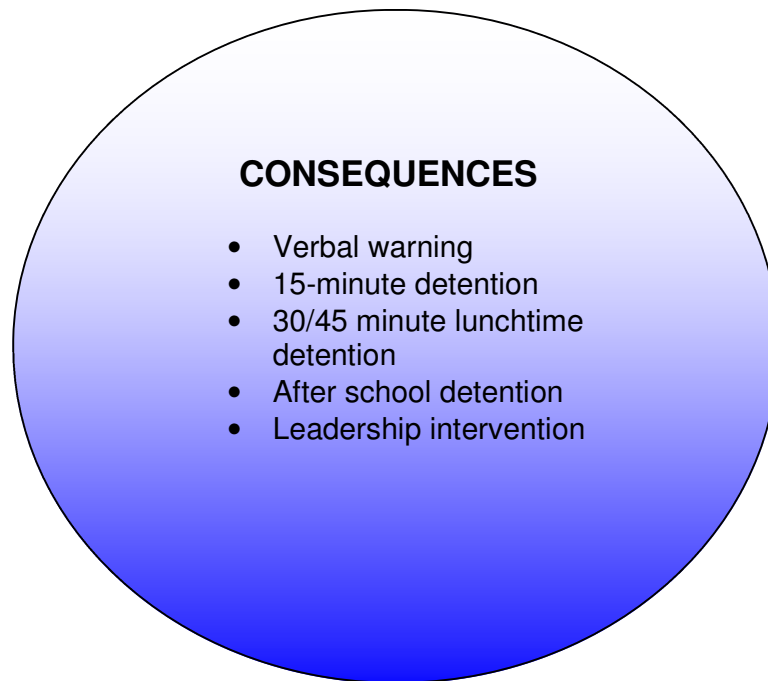 CONSEQUENCES
• Verbal warning
• 15-minute detention
• 30/45 minute lunchtime
detention
• After school detention
• Leadership intervention